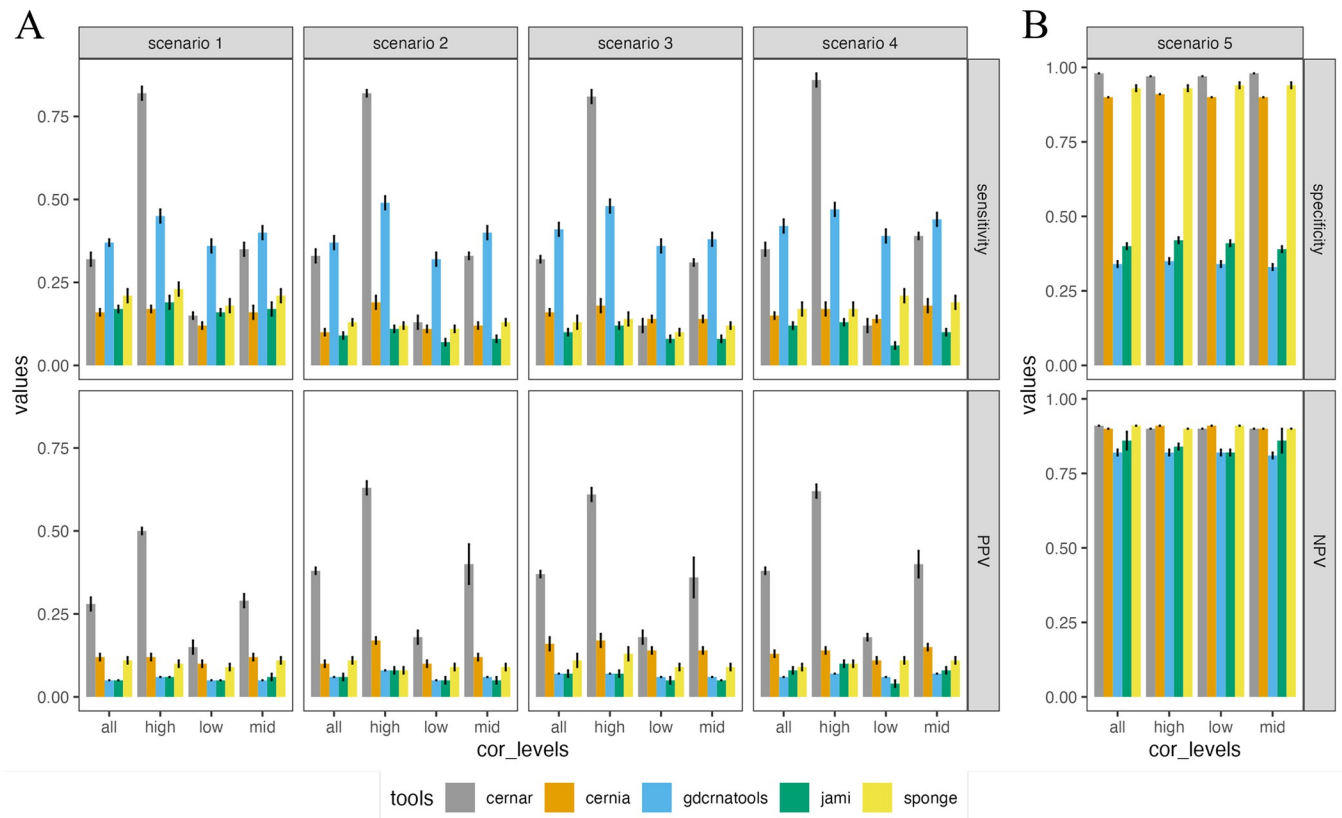 A
B
scenario 1 scenario 2 scenario 3 scenario 4 scenario 5
values
0.75
0.50
0.25
0.00
sensitivity
values
1.00
0.75
0.50
0.25
0.00
specificity
0.75
0.50
0.25
0.00
PPV
1.00
0.75
0.50
0.25
0.00
NPV
all high low mid all high low mid all high low mid all high low mid all high low mid
cor_levels cor_levels
tools cernar cernia gdcrnatools jami sponge